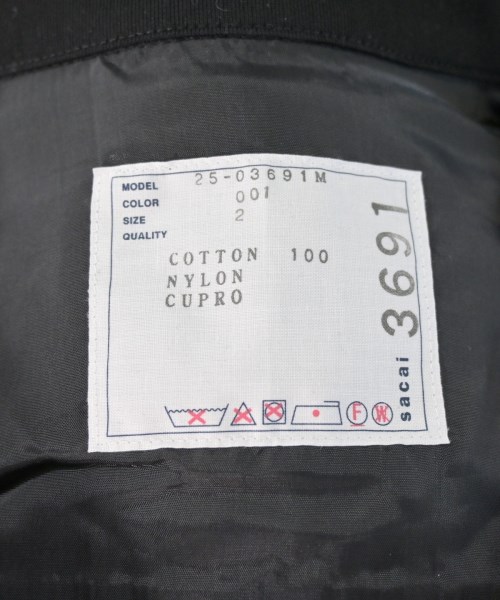 MODEL 25-03691M
COLOR 001
SIZE 2
QUALITY
COTTON 100
NYLON
CUPRO
sacai 3691
F
W